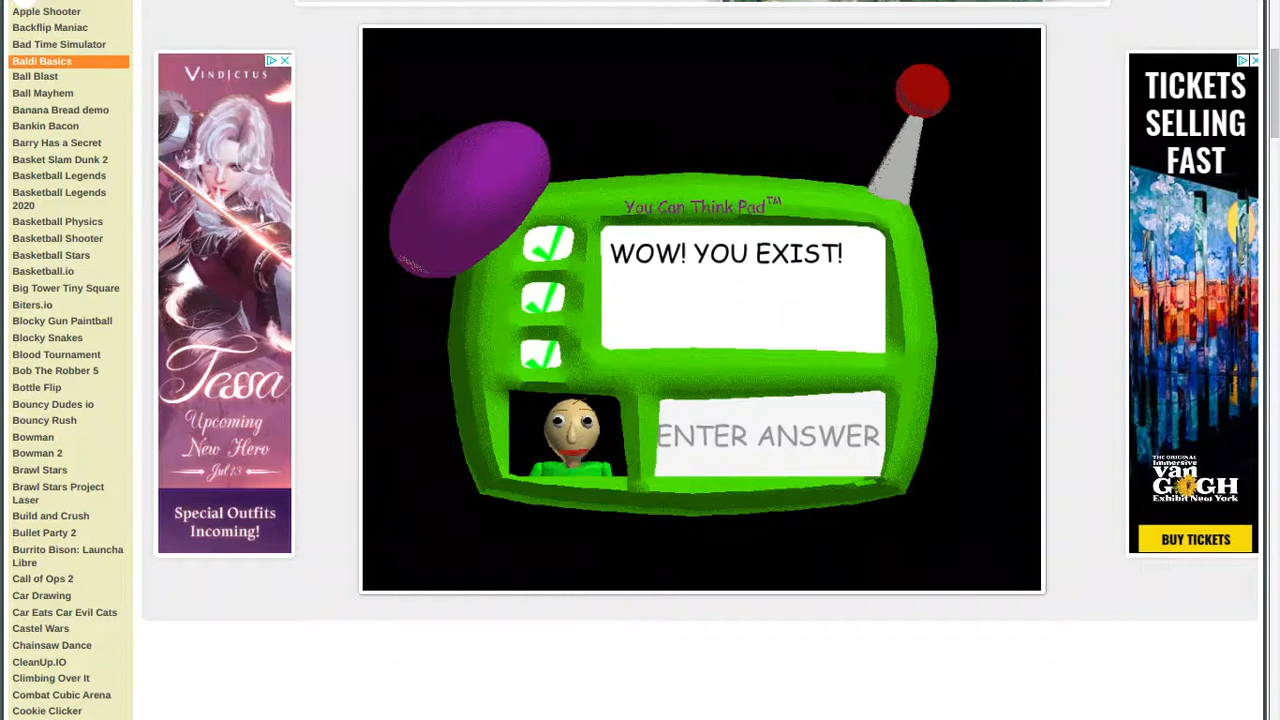 Apple Shooter
Backflip Maniac
Bad Time Simulator
Baldi Basics
Ball Blast
Ball Mayhem
Banana Bread demo
Bankin Bacon
Barry Has a Secret
Basket Slam Dunk 2
Basketball Legends
Basketball Legends
2020
Basketball Physics
Basketball Shooter
Basketball Stars
Basketball.io
Big Tower Tiny Square
Biters.io
Blocky Gun Paintball
Blocky Snakes
Blood Tournament
Bob The Robber 5
Bottle Flip
Bouncy Dudes io
Bouncy Rush
Bowman
Bowman 2
Brawl Stars
Brawl Stars Project
Laser
Build and Crush
Bullet Party 2
Burrito Bison: Launcha
Libre
Call of Ops 2
Car Drawing
Car Eats Car Evil Cats
Castel Wars
Chainsaw Dance
CleanUp.IO
Climbing Over It
Combat Cubic Arena
Cookie Clicker
VINDICTUS
Tessa
Upcoming
New Hero
Jul 13
Special Outfits
Incoming!
You Can Think Pad™
WOW! YOU EXIST!
ENTER ANSWER
TICKETS
SELLING
FAST
THE ORIGINAL
Immersive
van
GOGH
Exhibit New York
BUY TICKETS